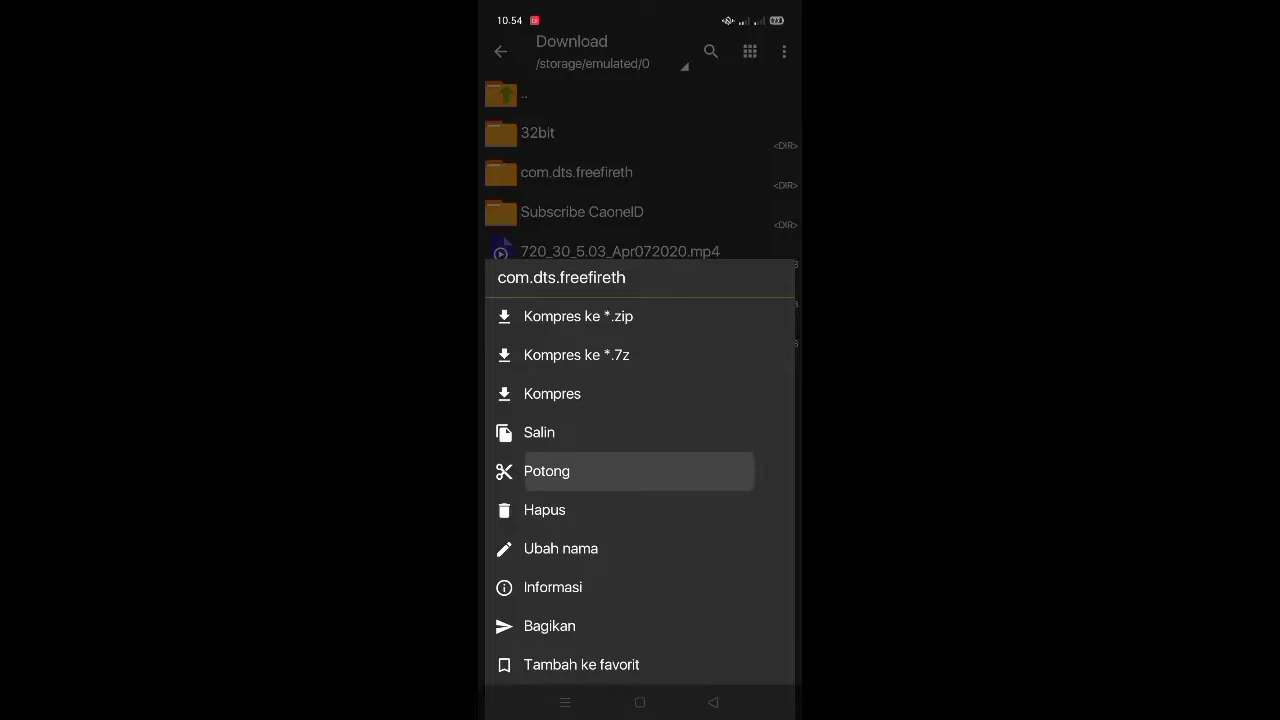 10.54
Download
/storage/emulated/0
..
32bit
<DIR>
com.dts.freefireth
<DIR>
Subscribe CaoneID
<DIR>
720_30_5.03_Apr072020.mp4
com.dts.freefireth
Kompres ke *.zip
Kompres ke *.7z
Kompres
Salin
Potong
Hapus
Ubah nama
Informasi
Bagikan
Tambah ke favorit